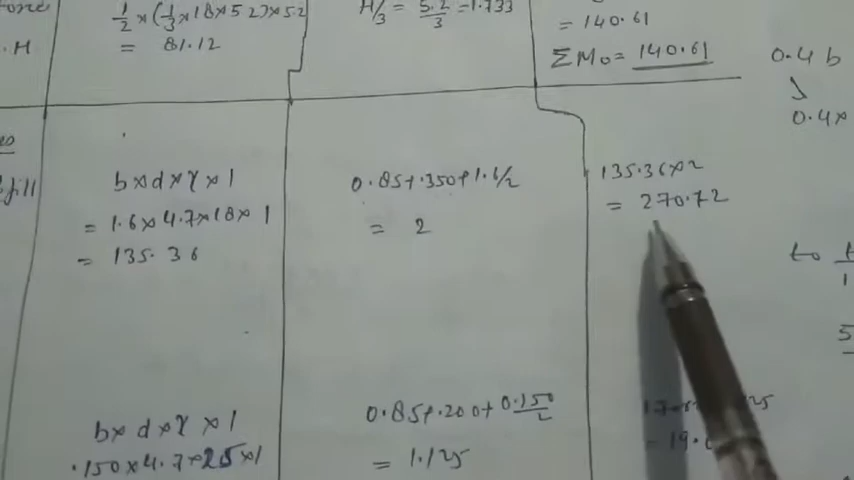 1/2 × (1/3 × 18 × 5.2) × 5.2
= 81.12
. H
H/3 = 5.2/3 = 1.733
= 140.61
ΣMo = 140.61
0.4 b
0.4×
fill
b×d×γ×1
= 1.6×4.7×18×1
= 135.36
0.85+.350+1.6/2
= 2
135.36×2
= 270.72
to
b×d×γ×1
.150×4.7×25×1
0.85+.200+0.150/2
= 1.125